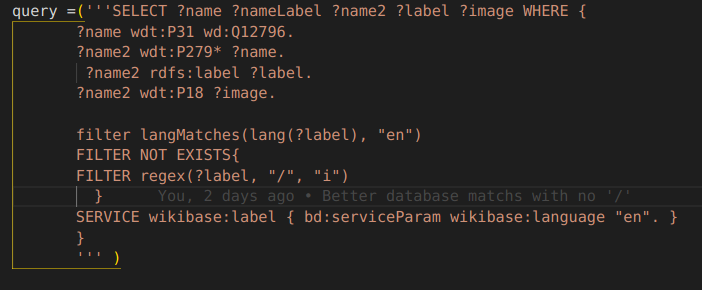 query =('''SELECT ?name ?nameLabel ?name2 ?label ?image WHERE {
?name wdt:P31 wd:Q12796.
?name2 wdt:P279* ?name.
?name2 rdfs:label ?label.
?name2 wdt:P18 ?image.
filter langMatches(lang(?label), "en")
FILTER NOT EXISTS{
FILTER regex(?label, "/", "i")
} You, 2 days ago • Better database matchs with no '/'
SERVICE wikibase:label { bd:serviceParam wikibase:language "en". }
}
''' )